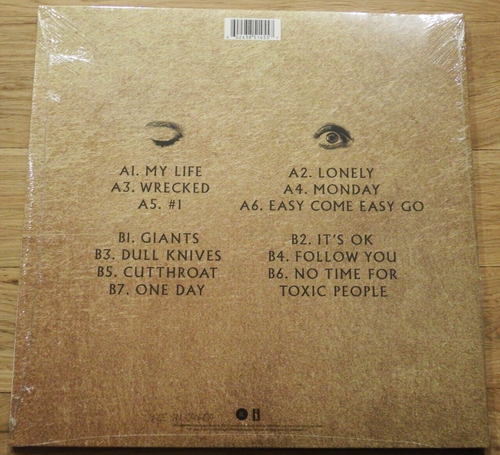 A1. MY LIFE
A2. LONELY
A3. WRECKED
A4. MONDAY
A5. #1
A6. EASY COME EASY GO
B1. GIANTS
B2. IT'S OK
B3. DULL KNIVES
B4. FOLLOW YOU
B5. CUTTHROAT
B6. NO TIME FOR
TOXIC PEOPLE
B7. ONE DAY